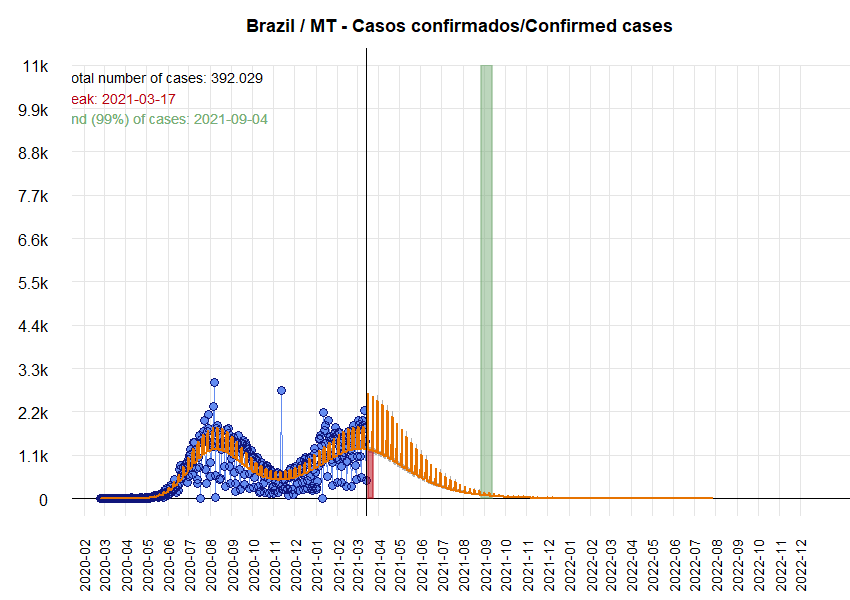 Brazil / MT - Casos confirmados/Confirmed cases
11k
otal number of cases: 392.029
eak: 2021-03-17
9.9k
nd (99%) of cases: 2021-09-04
8.8k
7.7k
6.6k
5.5k
4.4k
3.3k
2.2k
1.1k
0
2020-02
2020-03
2020-04
2020-05
2020-06
2020-07
2020-08
2020-09
2020-10
2020-11
2020-12
2021-01
2021-02
2021-03
2021-04
2021-05
2021-06
2021-07
2021-08
2021-09
2021-10
2021-11
2021-12
2022-01
2022-02
2022-03
2022-04
2022-05
2022-06
2022-07
2022-08
2022-09
2022-10
2022-11
2022-12